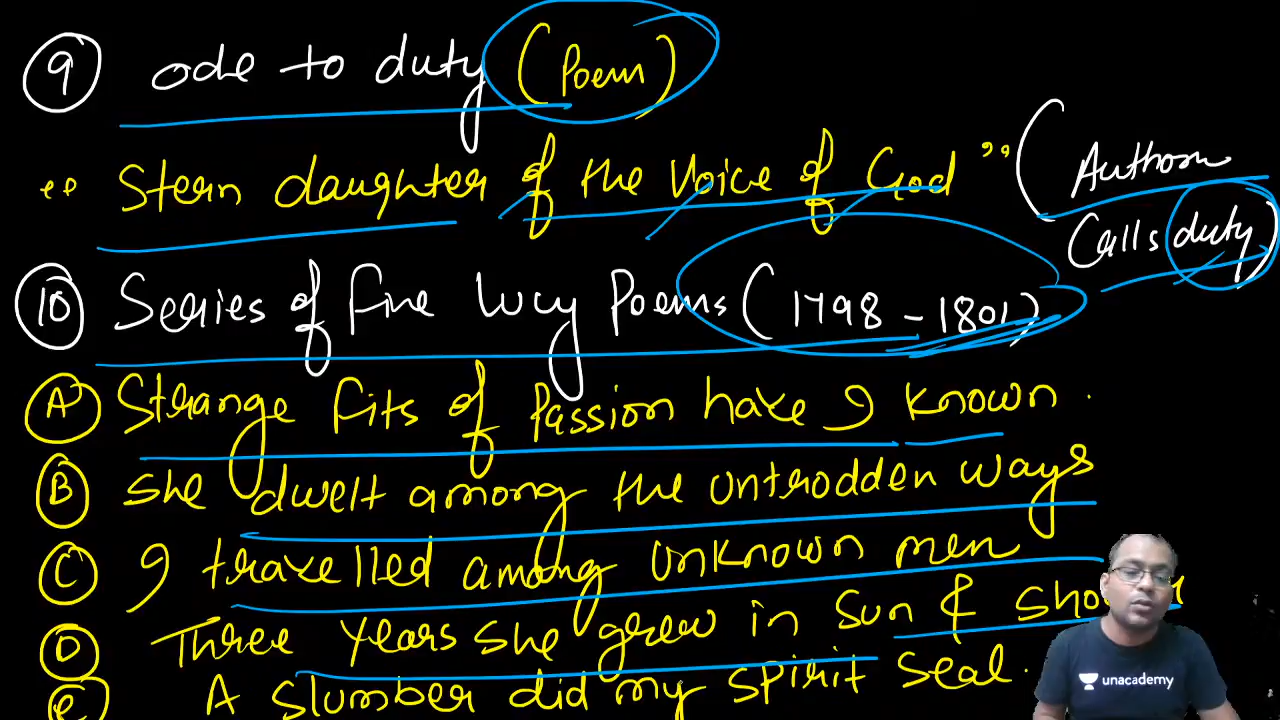 9 ode to duty (Poem)
"Stern daughter of the Voice of God" (Author
Calls duty)
10 Series of five Lucy Poems (1798 - 1801)
A Strange fits of Passion have I known.
B She dwelt among the untrodden ways
C I travelled among unknown men
D Three years she grew in Sun &
E A slumber did my spirit seal.
unacademy